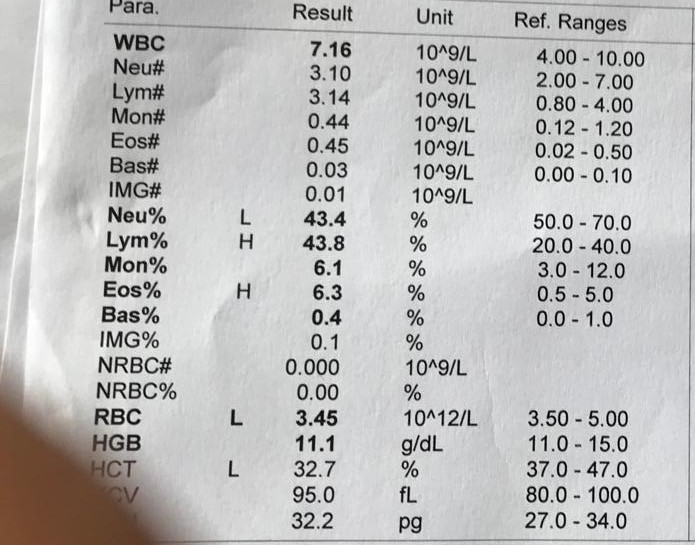 Para. Result Unit Ref. Ranges
WBC 7.16 10^9/L 4.00 - 10.00
Neu# 3.10 10^9/L 2.00 - 7.00
Lym# 3.14 10^9/L 0.80 - 4.00
Mon# 0.44 10^9/L 0.12 - 1.20
Eos# 0.45 10^9/L 0.02 - 0.50
Bas# 0.03 10^9/L 0.00 - 0.10
IMG# 0.01 10^9/L
Neu% L 43.4 % 50.0 - 70.0
Lym% H 43.8 % 20.0 - 40.0
Mon% 6.1 % 3.0 - 12.0
Eos% H 6.3 % 0.5 - 5.0
Bas% 0.4 % 0.0 - 1.0
IMG% 0.1 %
NRBC# 0.000 10^9/L
NRBC% 0.00 %
RBC L 3.45 10^12/L 3.50 - 5.00
HGB 11.1 g/dL 11.0 - 15.0
HCT L 32.7 % 37.0 - 47.0
CV 95.0 fL 80.0 - 100.0
32.2 pg 27.0 - 34.0